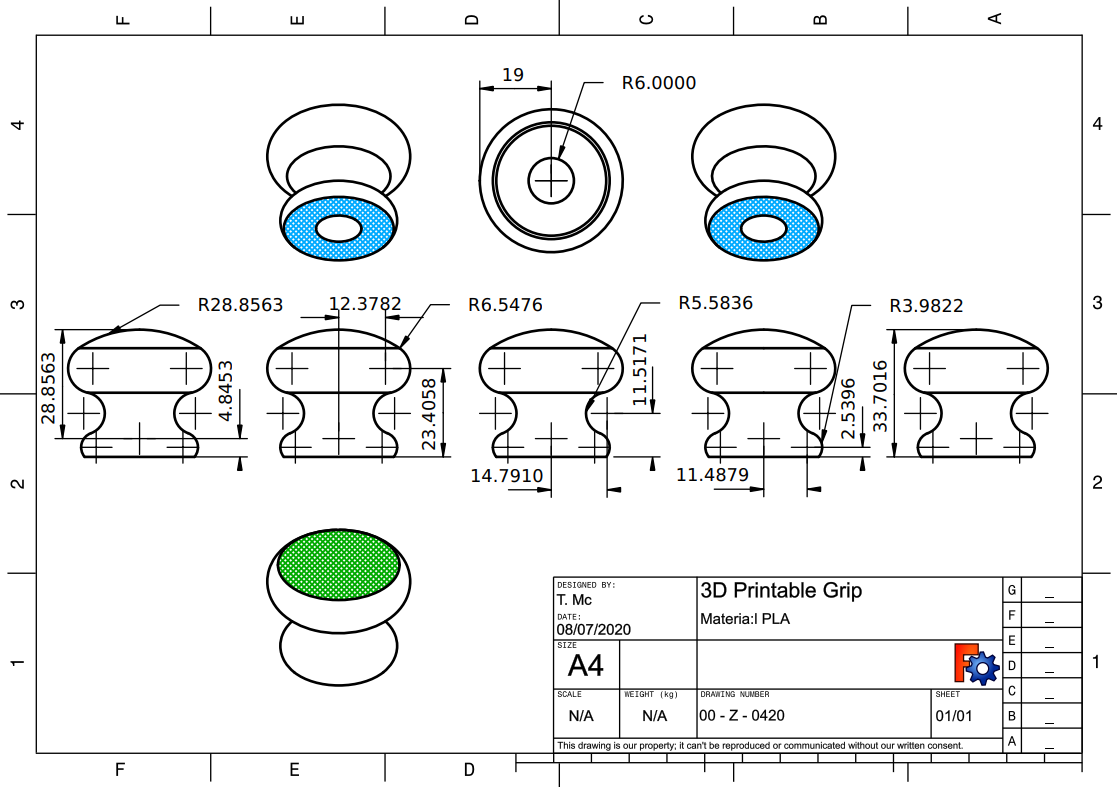 F E D C B A
4 4
19
R6.0000
3 3
R28.8563
12.3782
R6.5476
R5.5836
R3.9822
28.8563
4.8453
23.4058
11.5171
2.5396
33.7016
14.7910
11.4879
2 2
DESIGNED BY:
T. Mc
DATE:
08/07/2020
3D Printable Grip
Materia:l PLA
SIZE
A4
SCALE
N/A
WEIGHT (kg)
N/A
DRAWING NUMBER
00 - Z - 0420
SHEET
01/01
This drawing is our property; it can't be reproduced or communicated without our written consent.
G _
F _
E _
D _
C _
B _
A _
1 1
F E D